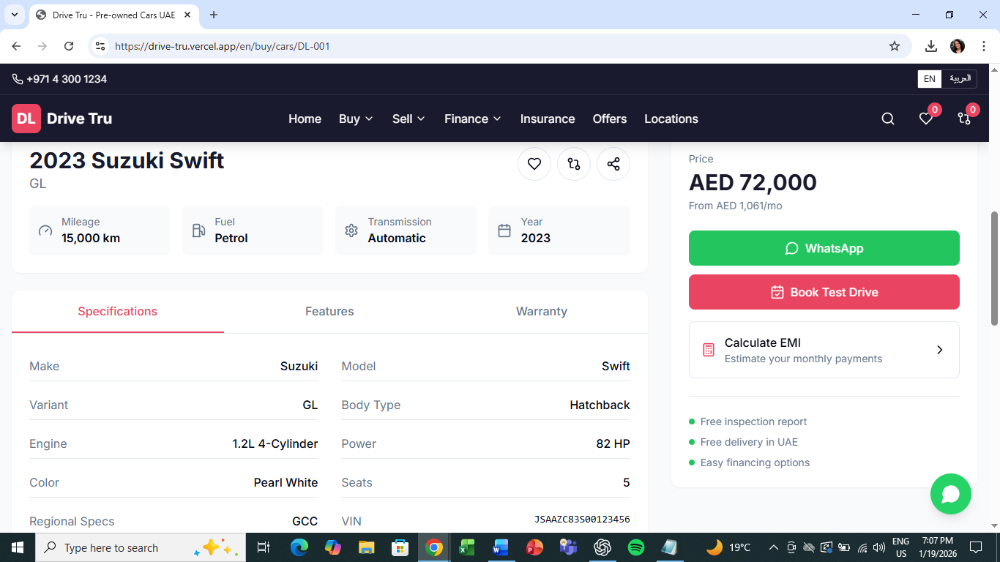 Drive Tru - Pre-owned Cars UAE
https://drive-tru.vercel.app/en/buy/cars/DL-001
+971 4 300 1234
EN العربية
DL Drive Tru Home Buy Sell Finance Insurance Offers Locations 0 0
2023 Suzuki Swift
GL
Mileage
15,000 km
Fuel
Petrol
Transmission
Automatic
Year
2023
Specifications Features Warranty
Make Suzuki Model Swift
Variant GL Body Type Hatchback
Engine 1.2L 4-Cylinder Power 82 HP
Color Pearl White Seats 5
Regional Specs GCC VIN JSAAZC83S00123456
Price
AED 72,000
From AED 1,061/mo
WhatsApp
Book Test Drive
Calculate EMI
Estimate your monthly payments
Free inspection report
Free delivery in UAE
Easy financing options
Type here to search
19°C
ENG
US
7:07 PM
1/19/2026